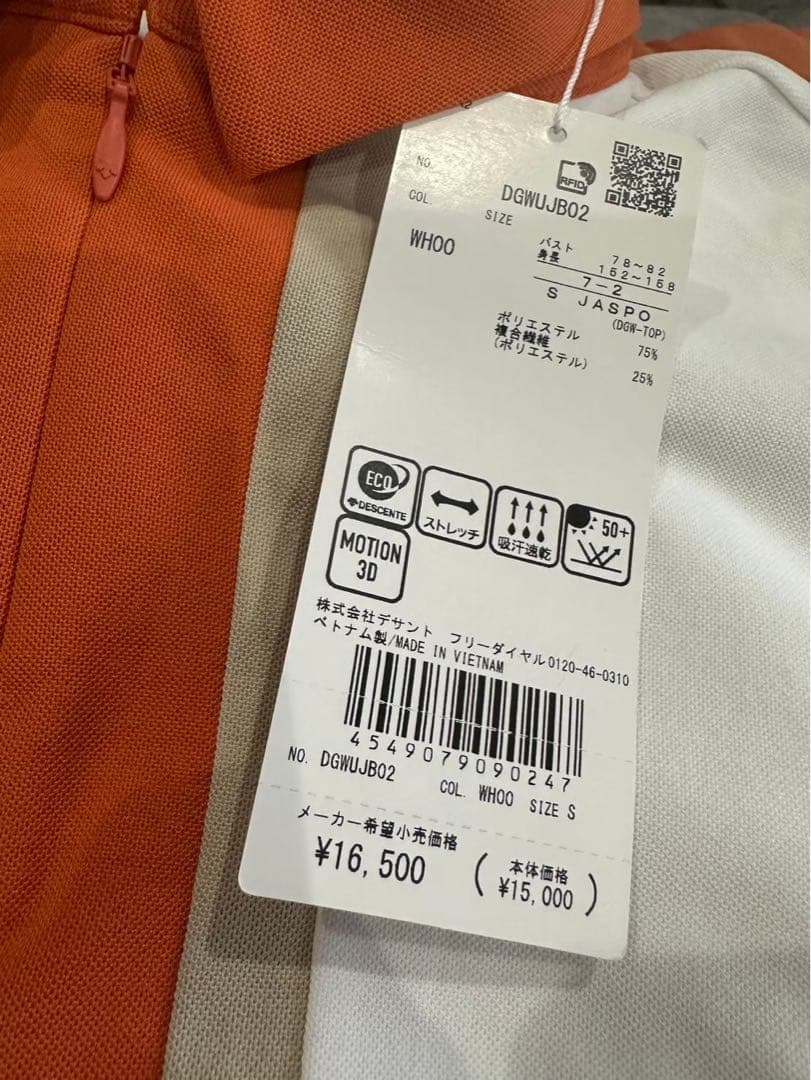 NO.
RFID
DGWUJB02
COL.
SIZE
WH00
バスト 78~82
身長 152~158
7-2
S JASPO
(DGW-TOP)
ポリエステル 75%
複合繊維
(ポリエステル) 25%
ECO
DESCENTE
ストレッチ
吸汗速乾
50+
MOTION
3D
株式会社デサント フリーダイヤル0120-46-0310
ベトナム製/MADE IN VIETNAM
4549079090247
NO. DGWUJB02 COL. WH00 SIZE S
メーカー希望小売価格
¥16,500 (本体価格
¥15,000)